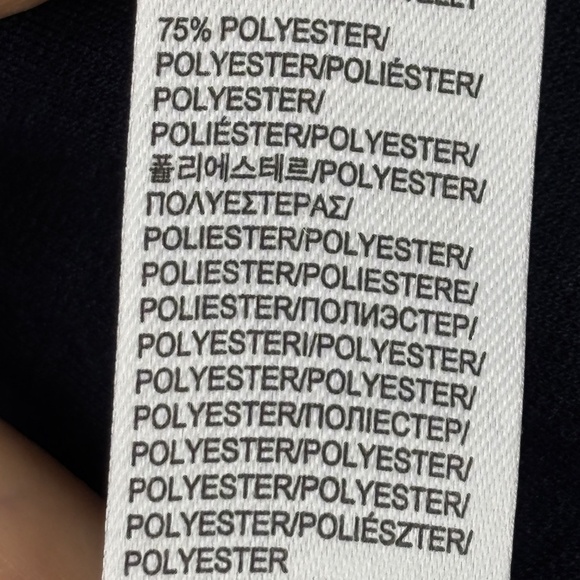 75% POLYESTER/
POLYESTER/POLIÉSTER/
POLYESTER/
POLIÉSTER/POLYESTER/
폴리에스테르/POLYESTER/
ΠΟΛΥΕΣΤΕΡΑΣ/
POLIESTER/POLYESTER/
POLIESTER/POLIESTERE/
POLIESTER/ПОЛИЭСТЕР/
POLYESTERI/POLYESTER/
POLYESTER/POLYESTER/
POLYESTER/ПОЛІЕСТЕР/
POLYESTER/POLYESTER/
POLYESTER/POLYESTER/
POLYESTER/POLIÉSZTER/
POLYESTER